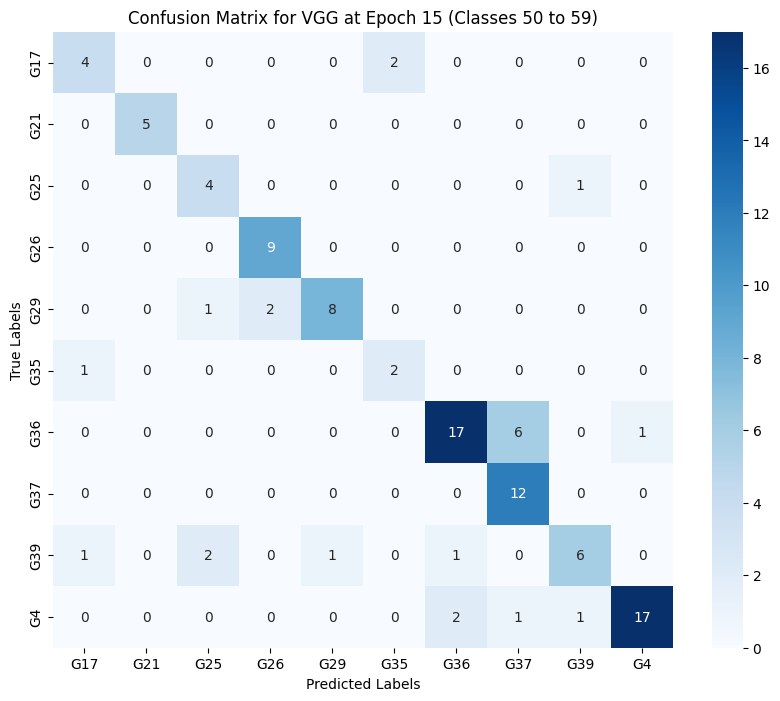 Confusion Matrix for VGG at Epoch 15 (Classes 50 to 59)
True Labels
G17 4 0 0 0 0 2 0 0 0 0
G21 0 5 0 0 0 0 0 0 0 0
G25 0 0 4 0 0 0 0 0 1 0
G26 0 0 0 9 0 0 0 0 0 0
G29 0 0 1 2 8 0 0 0 0 0
G35 1 0 0 0 0 2 0 0 0 0
G36 0 0 0 0 0 0 17 6 0 1
G37 0 0 0 0 0 0 0 12 0 0
G39 1 0 2 0 1 0 1 0 6 0
G4 0 0 0 0 0 0 2 1 1 17
G17 G21 G25 G26 G29 G35 G36 G37 G39 G4
Predicted Labels
16
14
12
10
8
6
4
2
0